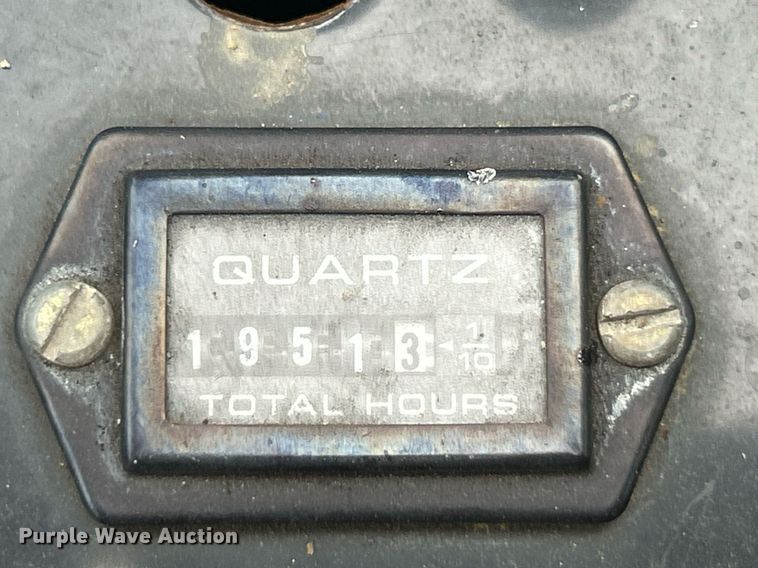 QUARTZ
1 9 5 1 3 ◄ 1/10
TOTAL HOURS
Purple Wave Auction